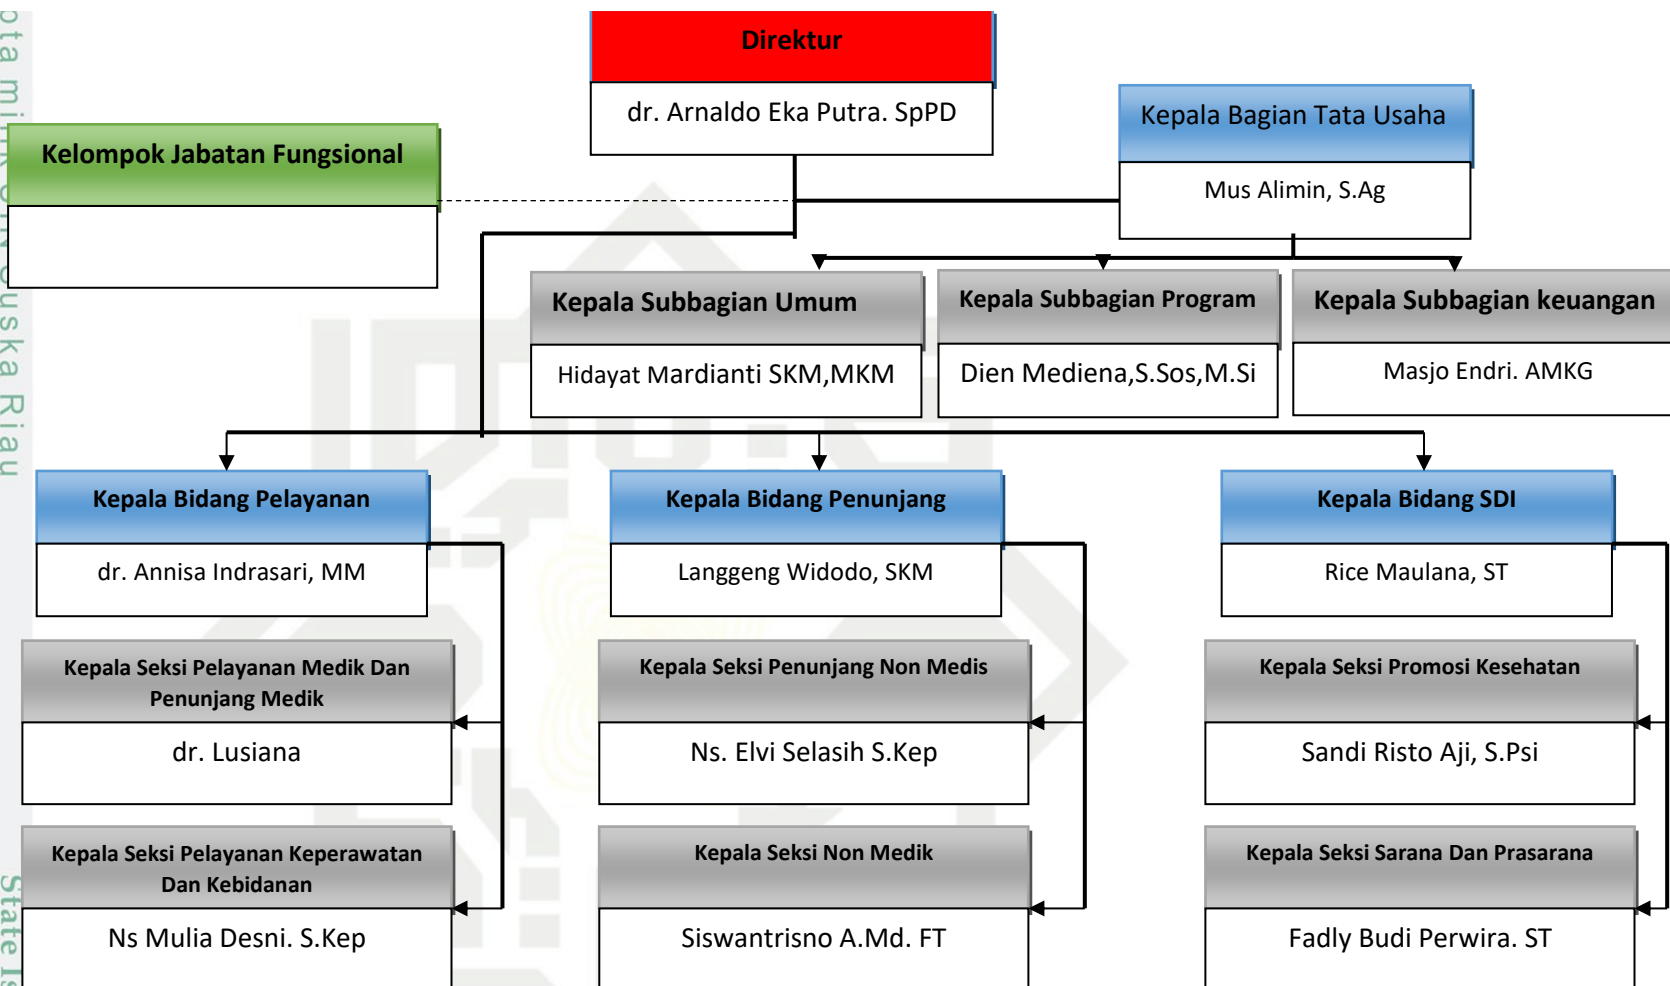 Direktur
dr. Arnaldo Eka Putra. SpPD
Kepala Bagian Tata Usaha
Mus Alimin, S.Ag
Kelompok Jabatan Fungsional
Kepala Subbagian Umum
Hidayat Mardianti SKM,MKM
Kepala Subbagian Program
Dien Mediena,S.Sos,M.Si
Kepala Subbagian keuangan
Masjo Endri. AMKG
Kepala Bidang Pelayanan
dr. Annisa Indrasari, MM
Kepala Bidang Penunjang
Langgeng Widodo, SKM
Kepala Bidang SDI
Rice Maulana, ST
Kepala Seksi Pelayanan Medik Dan
Penunjang Medik
dr. Lusiana
Kepala Seksi Penunjang Non Medis
Ns. Elvi Selasih S.Kep
Kepala Seksi Promosi Kesehatan
Sandi Risto Aji, S.Psi
Kepala Seksi Pelayanan Keperawatan
Dan Kebidanan
Ns Mulia Desni. S.Kep
Kepala Seksi Non Medik
Siswantrisno A.Md. FT
Kepala Seksi Sarana Dan Prasarana
Fadly Budi Perwira. ST
Riau
State